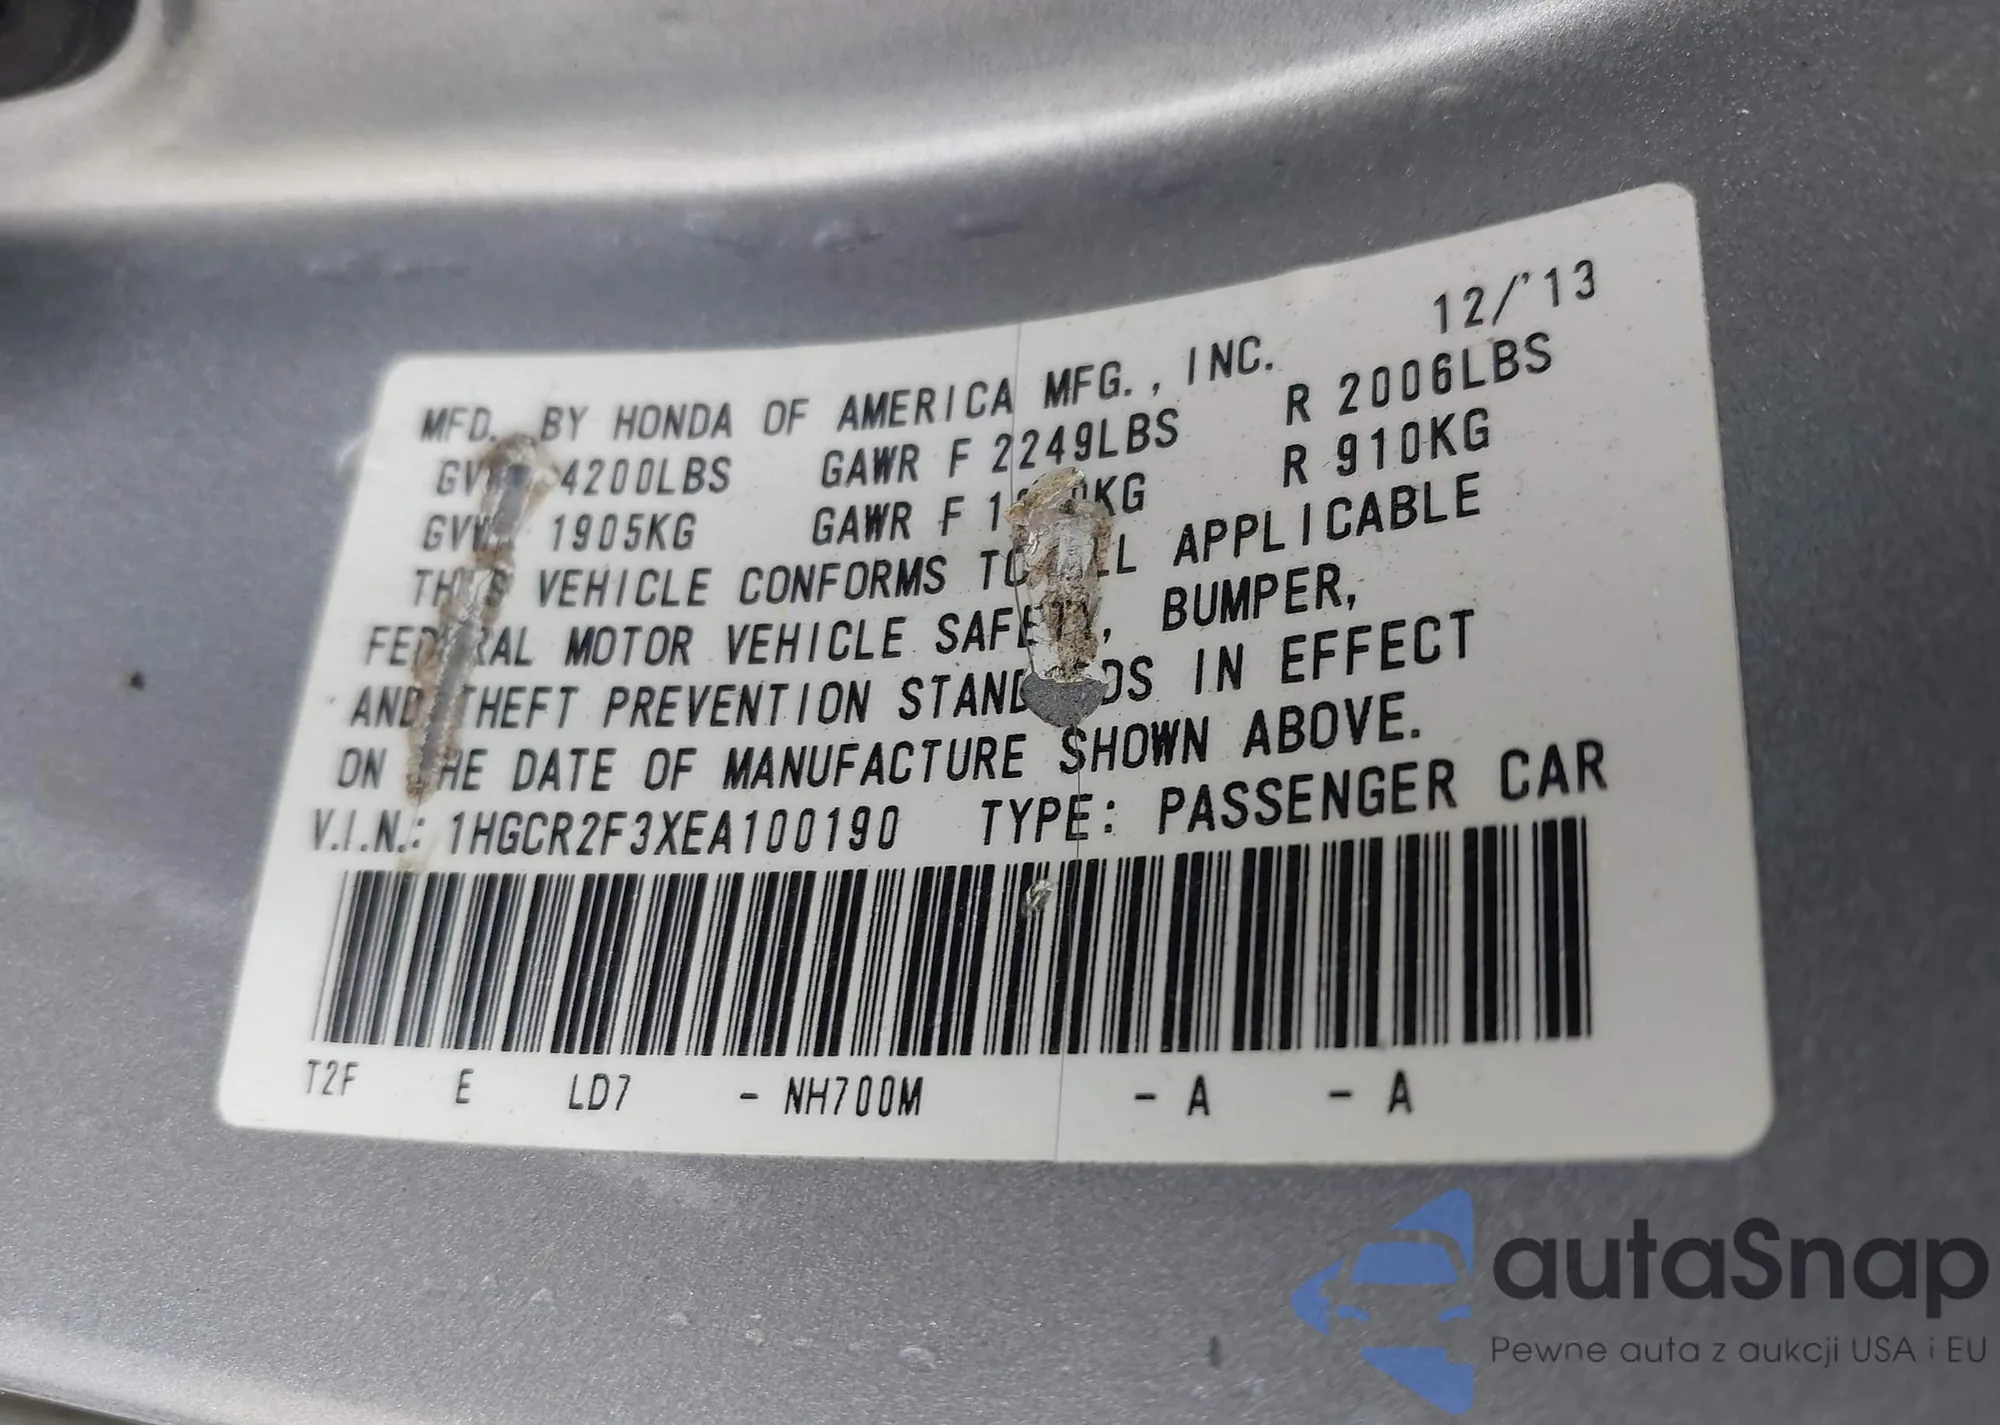 12/'13
MFD. BY HONDA OF AMERICA MFG., INC.
4200LBS GAWR F 2249LBS R 2006LBS
1905KG GAWR F R 910KG
VEHICLE CONFORMS APPLICABLE
MOTOR VEHICLE BUMPER,
THEFT PREVENTION IN EFFECT
ON DATE OF MANUFACTURE SHOWN ABOVE.
V.I.N.: 1HGCR2F3XEA100190 TYPE: PASSENGER CAR
T2F E LD7 - NH700M - A - A
autaSnap
Pewne auta z aukcji USA i EU